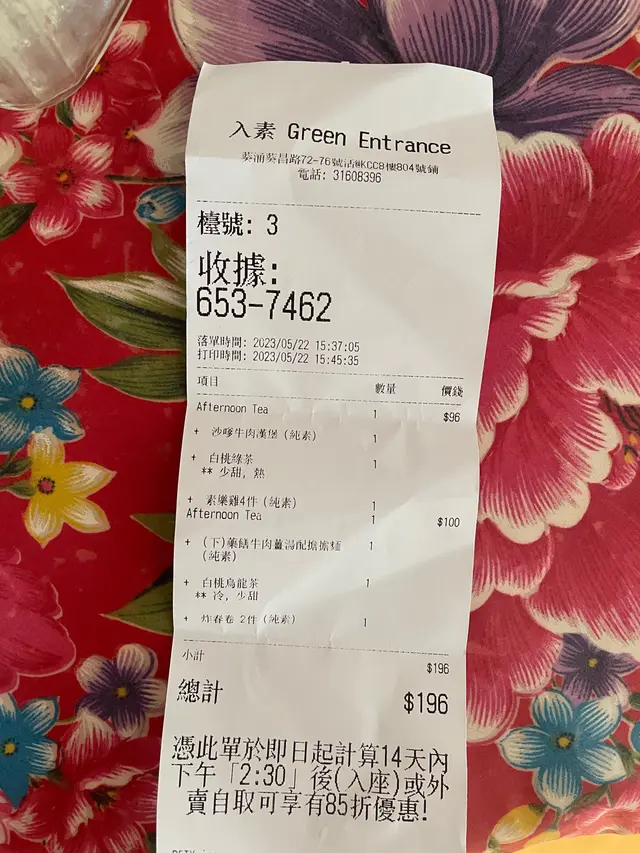 入素 Green Entrance
葵涌葵昌路72-76號活@KCC8樓804號鋪
電話: 31608396
檯號: 3
收據:
653-7462
落單時間: 2023/05/22 15:37:05
打印時間: 2023/05/22 15:45:35
項目 數量 價錢
Afternoon Tea 1 $96
+ 沙嗲牛肉漢堡 (純素) 1
+ 白桃綠茶 1
** 少甜, 熱
+ 素樂雞4件 (純素) 1
Afternoon Tea 1 $100
+ (下)藥膳牛肉薑湯配擔擔麵 1
(純素)
+ 白桃烏龍茶 1
** 冷, 少甜
+ 炸春卷 2件 (純素) 1
小計 $196
總計 $196
憑此單於即日起計算14天內
下午「2:30」後(入座)或外
賣自取可享有85折優惠!